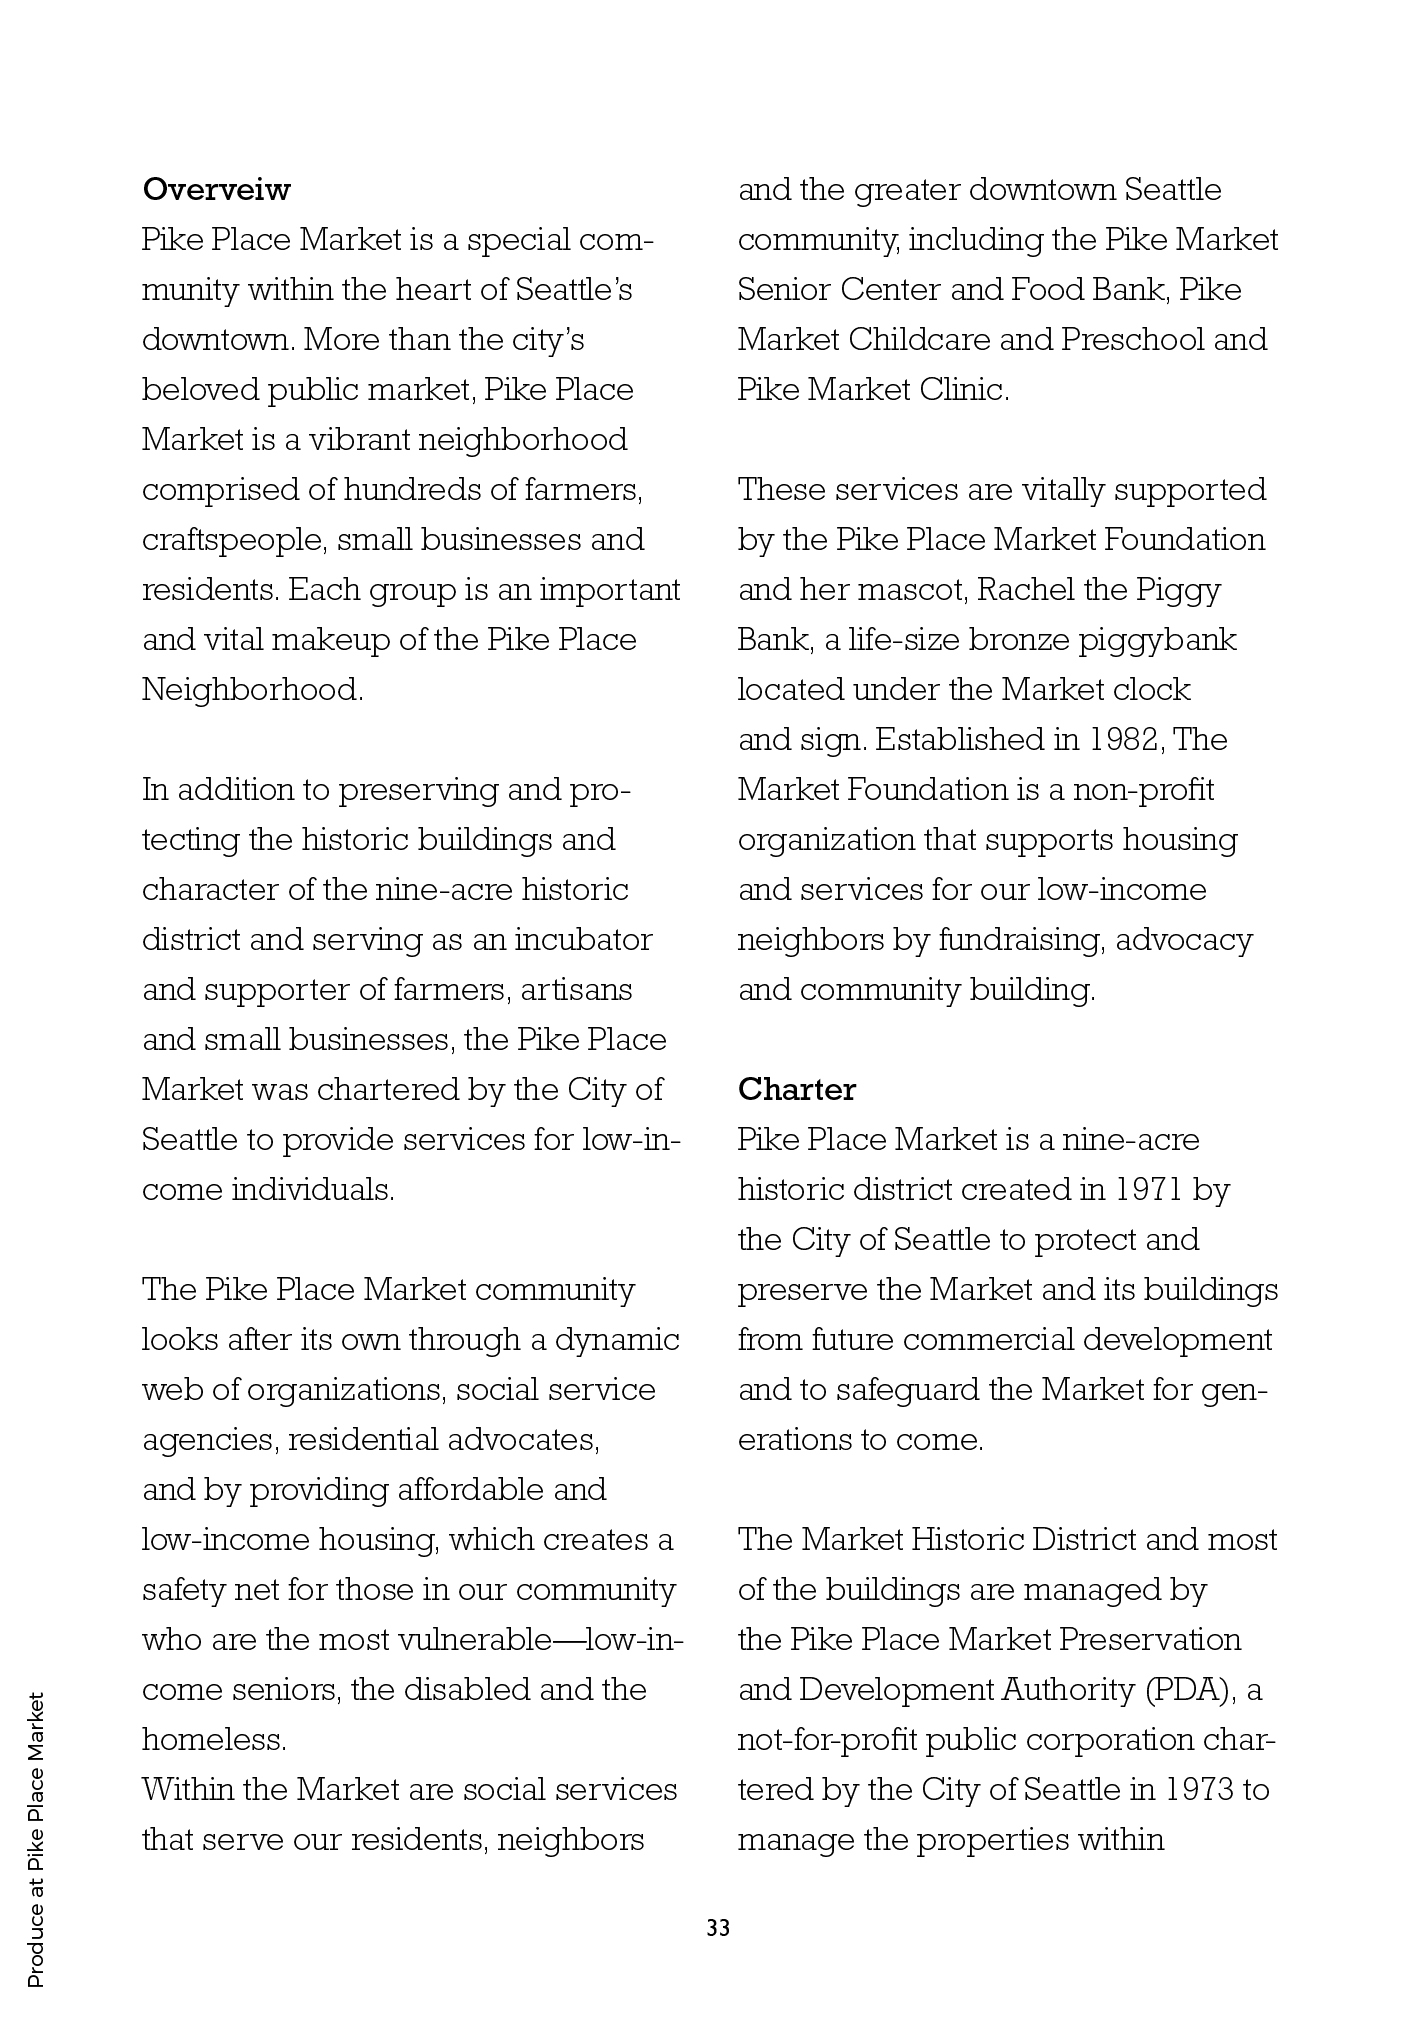 Overveiw
Pike Place Market is a special com-
munity within the heart of Seattle’s
downtown. More than the city’s
beloved public market, Pike Place
Market is a vibrant neighborhood
comprised of hundreds of farmers,
craftspeople, small businesses and
residents. Each group is an important
and vital makeup of the Pike Place
Neighborhood.

In addition to preserving and pro-
tecting the historic buildings and
character of the nine-acre historic
district and serving as an incubator
and supporter of farmers, artisans
and small businesses, the Pike Place
Market was chartered by the City of
Seattle to provide services for low-in-
come individuals.

The Pike Place Market community
looks after its own through a dynamic
web of organizations, social service
agencies, residential advocates,
and by providing affordable and
low-income housing, which creates a
safety net for those in our community
who are the most vulnerable—low-in-
come seniors, the disabled and the
homeless.
Within the Market are social services
that serve our residents, neighbors
and the greater downtown Seattle
community, including the Pike Market
Senior Center and Food Bank, Pike
Market Childcare and Preschool and
Pike Market Clinic.

These services are vitally supported
by the Pike Place Market Foundation
and her mascot, Rachel the Piggy
Bank, a life-size bronze piggybank
located under the Market clock
and sign. Established in 1982, The
Market Foundation is a non-profit
organization that supports housing
and services for our low-income
neighbors by fundraising, advocacy
and community building.

Charter
Pike Place Market is a nine-acre
historic district created in 1971 by
the City of Seattle to protect and
preserve the Market and its buildings
from future commercial development
and to safeguard the Market for gen-
erations to come.

The Market Historic District and most
of the buildings are managed by
the Pike Place Market Preservation
and Development Authority (PDA), a
not-for-profit public corporation char-
tered by the City of Seattle in 1973 to
manage the properties within
33
Produce at Pike Place Market